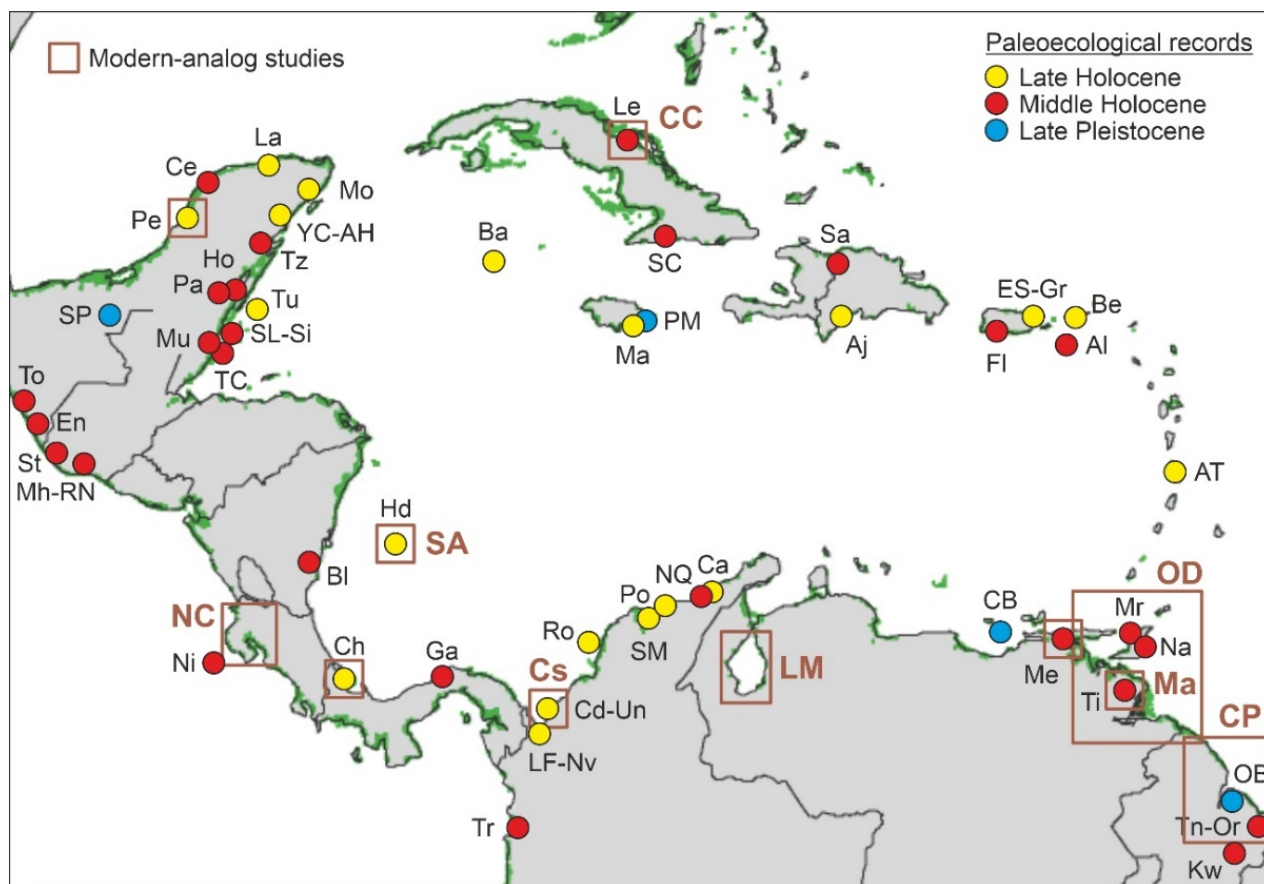 Modern-analog studies
Paleoecological records
Late Holocene
Middle Holocene
Late Pleistocene
Le
CC
La
Ce
Mo
Pe
YC-AH
Ba
SC
Sa
Tz
Ho
Pa
Tu
SP
SL-Si
Mu
TC
PM
Ma
Aj
ES-Gr
Be
Fl
Al
To
En
St
Mh-RN
AT
Hd
SA
Bl
NC
Ni
Ch
Ga
Ro
Po
NQ
Ca
SM
Cs
Cd-Un
LF-Nv
LM
CB
OD
Mr
Na
Me
Ti
Ma
CP
OB
Tn-Or
Kw
Tr